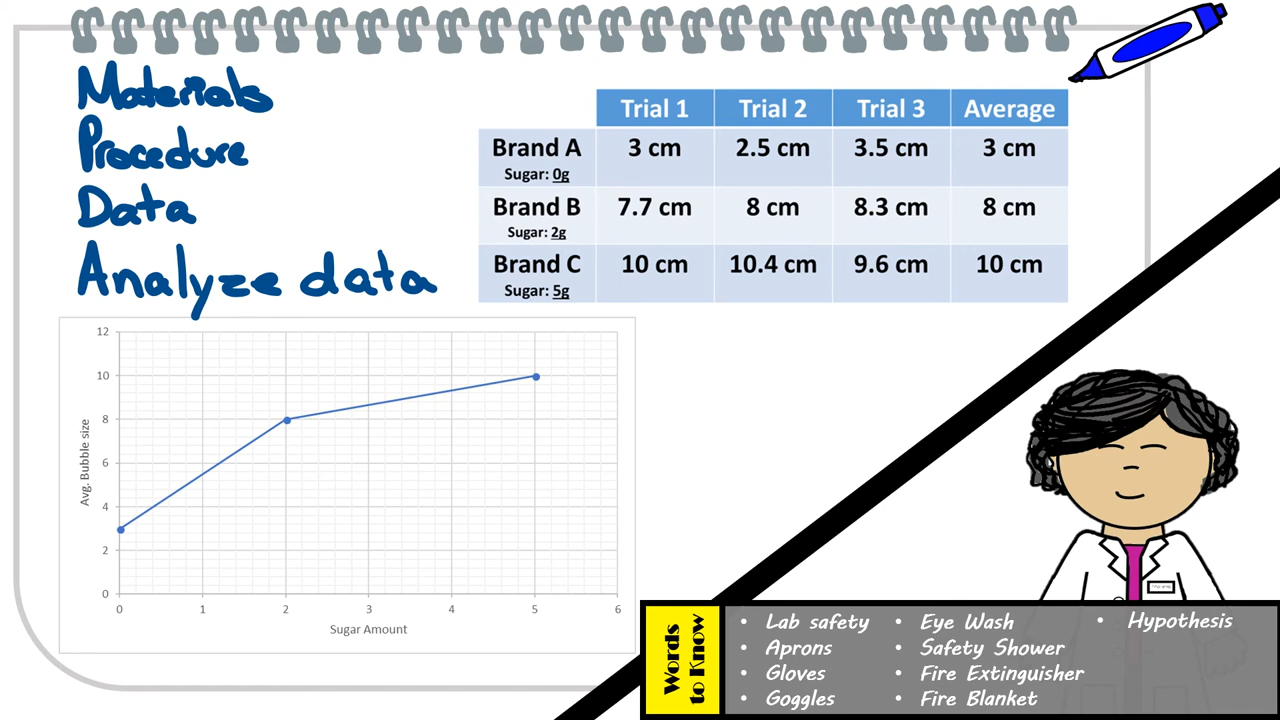 Materials
Procedure
Data
Analyze data
Trial 1 Trial 2 Trial 3 Average
Brand A 3 cm 2.5 cm 3.5 cm 3 cm
Sugar: 0g
Brand B 7.7 cm 8 cm 8.3 cm 8 cm
Sugar: 2g
Brand C 10 cm 10.4 cm 9.6 cm 10 cm
Sugar: 5g
12
10
8
6
4
2
0
Avg. Bubble size
0 1 2 3 4 5 6
Sugar Amount
Words
to Know
• Lab safety • Eye Wash • Hypothesis
• Aprons • Safety Shower
• Gloves • Fire Extinguisher
• Goggles • Fire Blanket